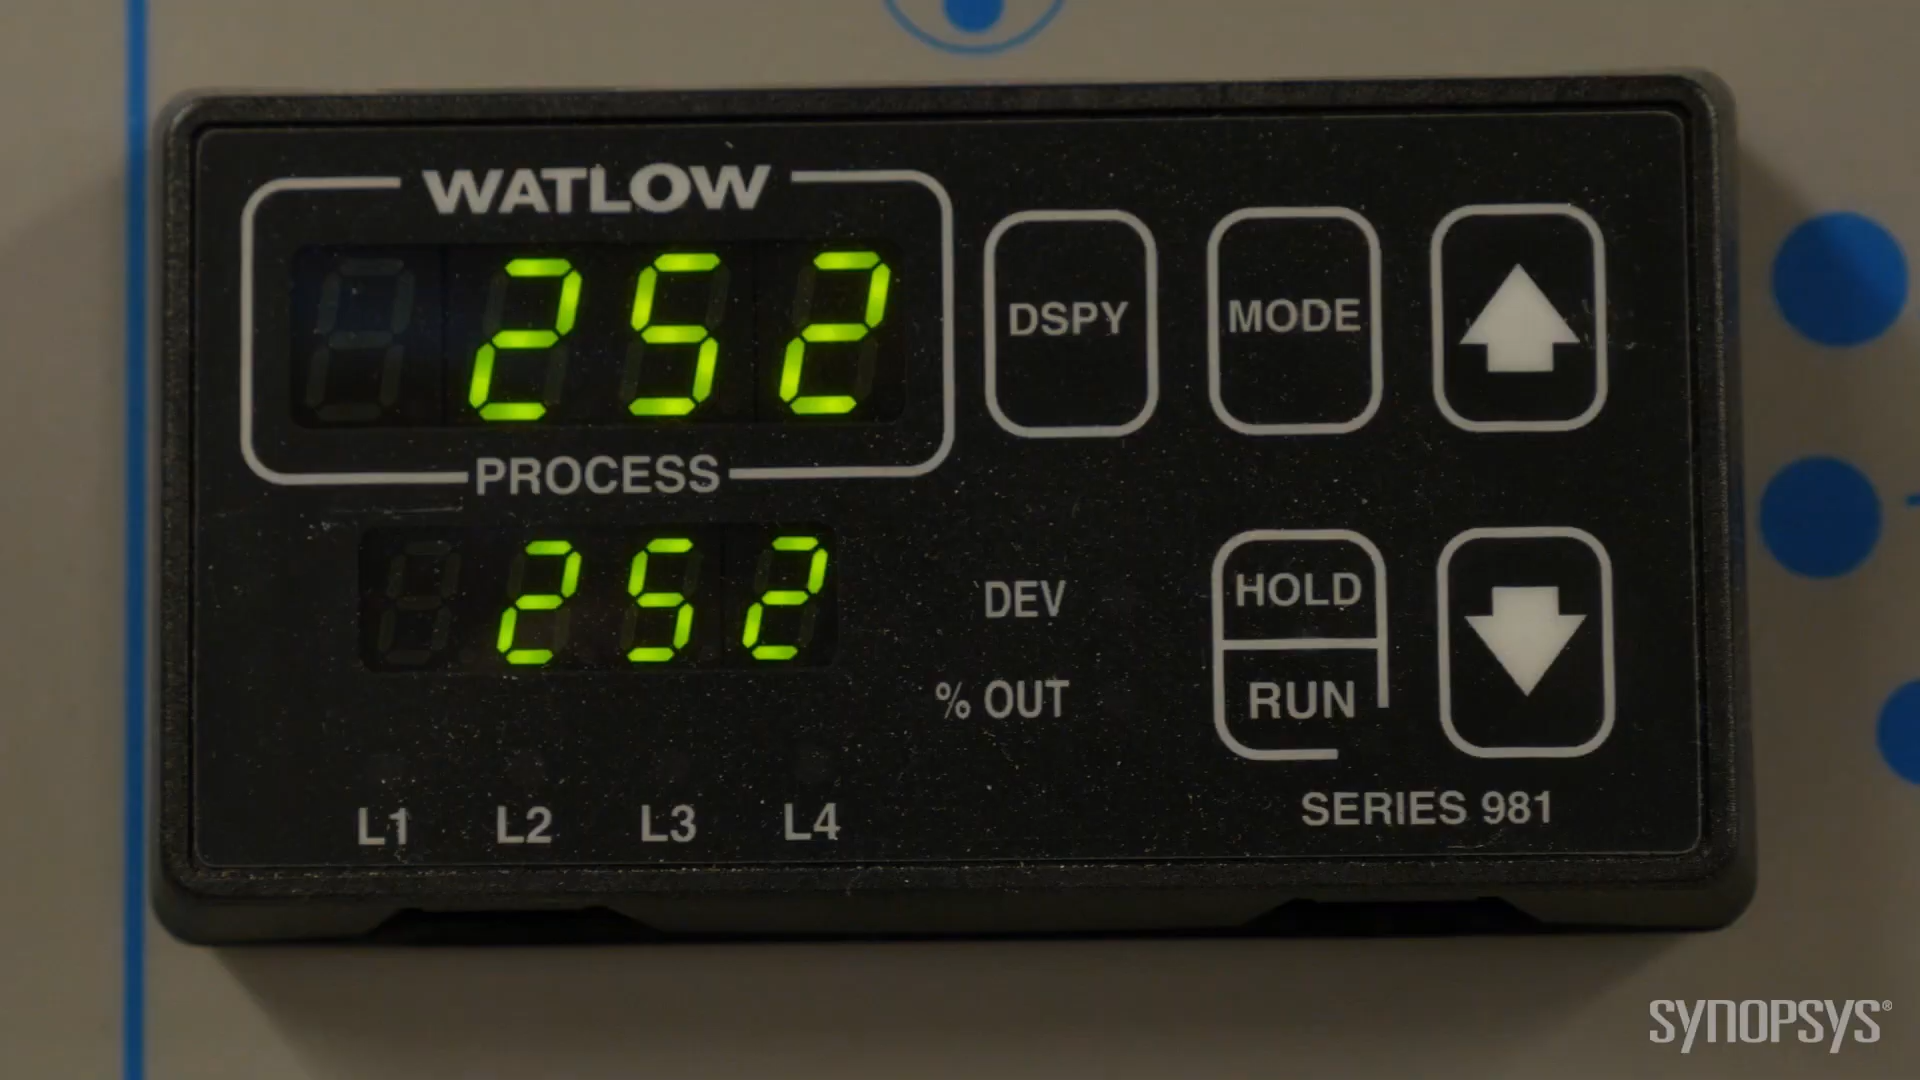 WATLOW
252
PROCESS
252
DSPY
MODE
DEV
% OUT
HOLD
RUN
L1 L2 L3 L4
SERIES 981
SYNOPSYS®